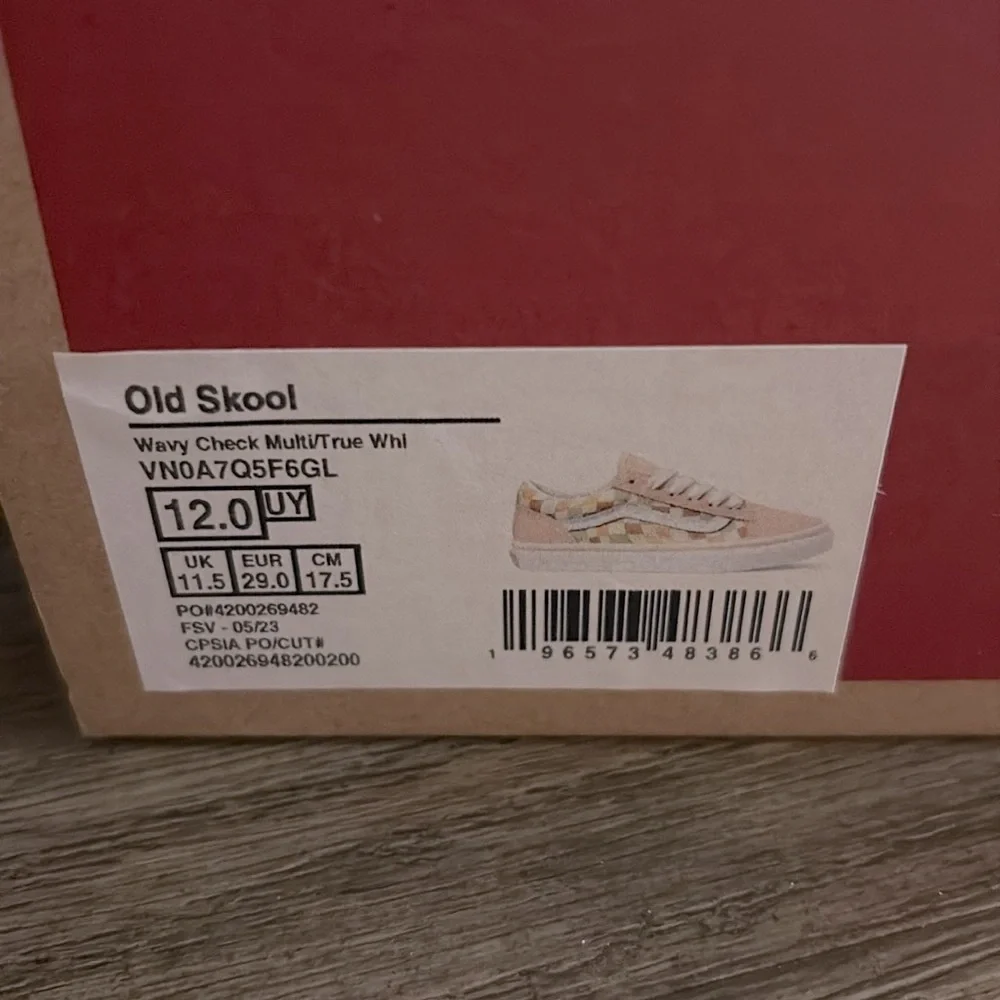 Old Skool
Wavy Check Multi/True Whi
VN0A7Q5F6GL
12.0 UY
UK EUR CM
11.5 29.0 17.5
PO#4200269482
FSV - 05/23
CPSIA PO/CUT#
420026948200200
1 96573 48386 6